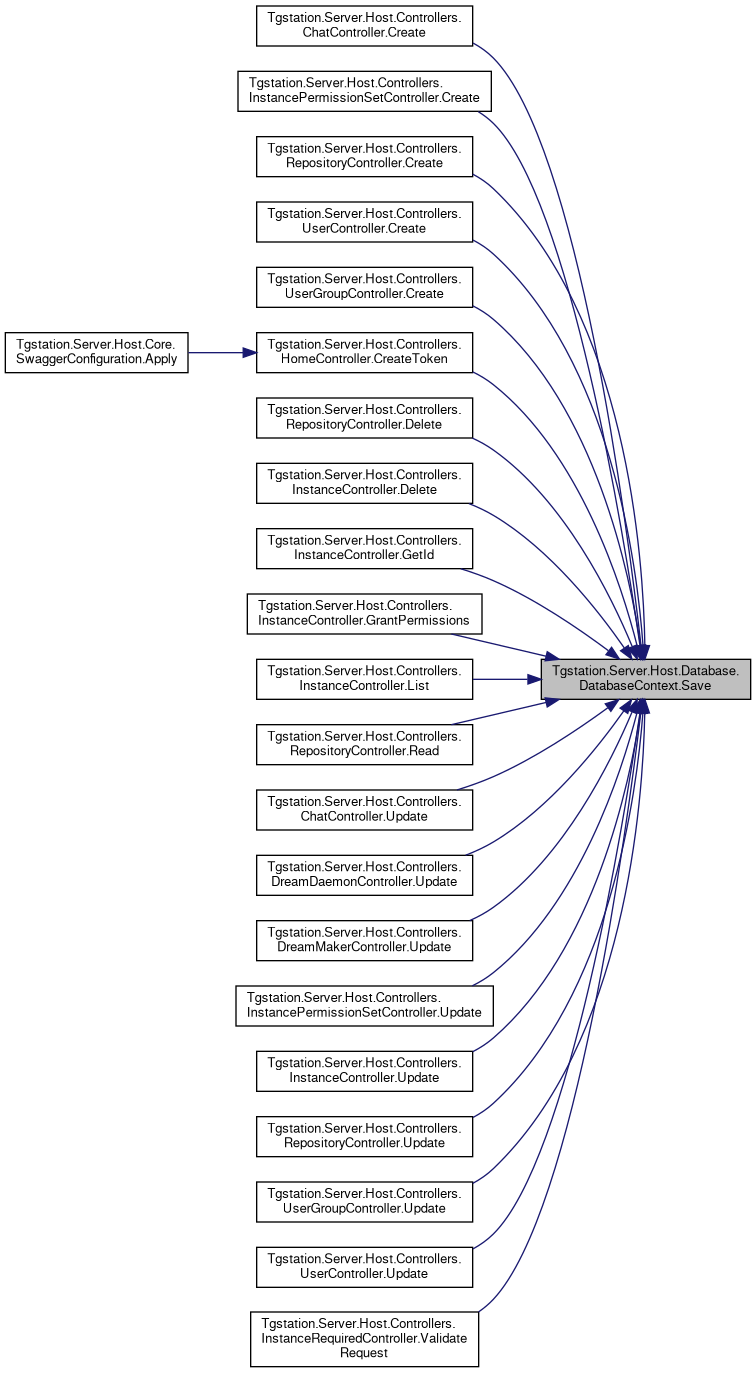 Tgstation.Server.Host.Controllers.
ChatController.Create
Tgstation.Server.Host.Controllers.
InstancePermissionSetController.Create
Tgstation.Server.Host.Controllers.
RepositoryController.Create
Tgstation.Server.Host.Controllers.
UserController.Create
Tgstation.Server.Host.Controllers.
UserGroupController.Create
Tgstation.Server.Host.Core.
SwaggerConfiguration.Apply
Tgstation.Server.Host.Controllers.
HomeController.CreateToken
Tgstation.Server.Host.Controllers.
RepositoryController.Delete
Tgstation.Server.Host.Controllers.
InstanceController.Delete
Tgstation.Server.Host.Controllers.
InstanceController.GetId
Tgstation.Server.Host.Controllers.
InstanceController.GrantPermissions
Tgstation.Server.Host.Controllers.
InstanceController.List
Tgstation.Server.Host.Database.
DatabaseContext.Save
Tgstation.Server.Host.Controllers.
RepositoryController.Read
Tgstation.Server.Host.Controllers.
ChatController.Update
Tgstation.Server.Host.Controllers.
DreamDaemonController.Update
Tgstation.Server.Host.Controllers.
DreamMakerController.Update
Tgstation.Server.Host.Controllers.
InstancePermissionSetController.Update
Tgstation.Server.Host.Controllers.
InstanceController.Update
Tgstation.Server.Host.Controllers.
RepositoryController.Update
Tgstation.Server.Host.Controllers.
UserGroupController.Update
Tgstation.Server.Host.Controllers.
UserController.Update
Tgstation.Server.Host.Controllers.
InstanceRequiredController.Validate
Request